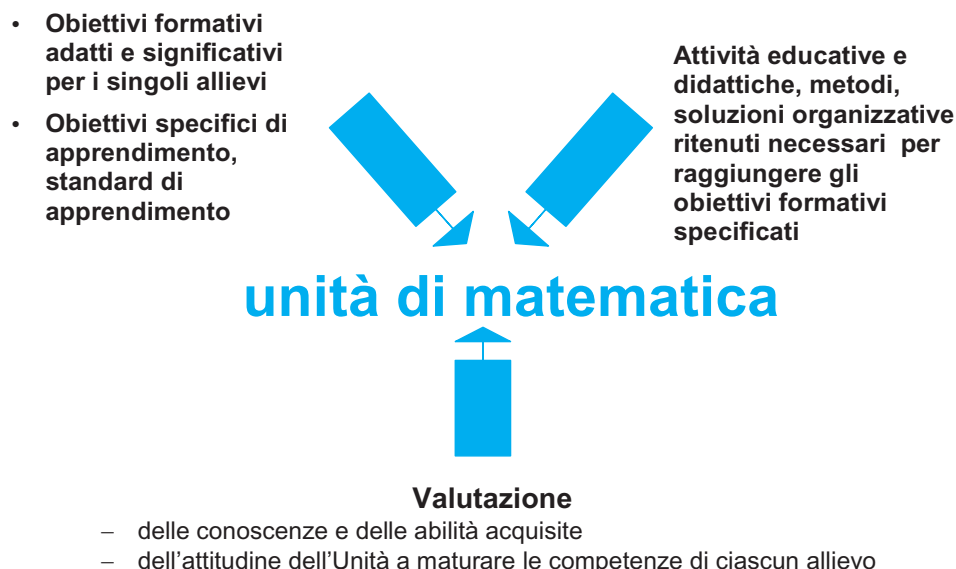 • Obiettivi formativi
adatti e significativi
per i singoli allievi
• Obiettivi specifici di
apprendimento,
standard di
apprendimento
Attività educative e
didattiche, metodi,
soluzioni organizzative
ritenuti necessari per
raggiungere gli
obiettivi formativi
specificati
unità di matematica
Valutazione
– delle conoscenze e delle abilità acquisite
– dell'attitudine dell'Unità a maturare le competenze di ciascun allievo